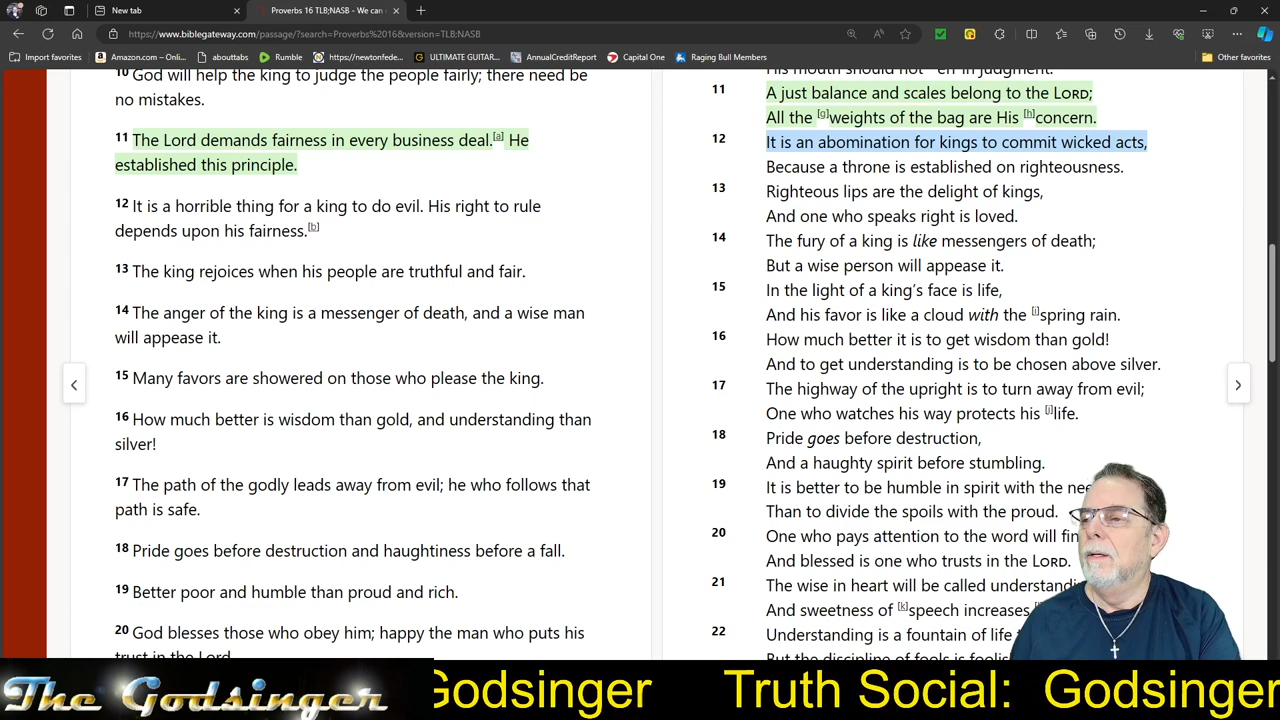 New tab
Proverbs 16 TLB;NASB - We can
https://www.biblegateway.com/passage/?search=Proverbs%2016&version=TLB;NASB
Import favorites
Amazon.com – Onli...
abouttabs
Rumble
https://newtonfede...
ULTIMATE GUITAR...
AnnualCreditReport
Capital One
Raging Bull Members
Other favorites
10 God will help the king to judge the people fairly; there need be
no mistakes.
11 The Lord demands fairness in every business deal.[a] He
established this principle.
12 It is a horrible thing for a king to do evil. His right to rule
depends upon his fairness.[b]
13 The king rejoices when his people are truthful and fair.
14 The anger of the king is a messenger of death, and a wise man
will appease it.
15 Many favors are showered on those who please the king.
16 How much better is wisdom than gold, and understanding than
silver!
17 The path of the godly leads away from evil; he who follows that
path is safe.
18 Pride goes before destruction and haughtiness before a fall.
19 Better poor and humble than proud and rich.
20 God blesses those who obey him; happy the man who puts his
trust in the Lord.
His mouth should not err in judgment.
11 A just balance and scales belong to the LORD;
All the [g]weights of the bag are His [h]concern.
12 It is an abomination for kings to commit wicked acts,
Because a throne is established on righteousness.
13 Righteous lips are the delight of kings,
And one who speaks right is loved.
14 The fury of a king is like messengers of death;
But a wise person will appease it.
15 In the light of a king's face is life,
And his favor is like a cloud with the [i]spring rain.
16 How much better it is to get wisdom than gold!
And to get understanding is to be chosen above silver.
17 The highway of the upright is to turn away from evil;
One who watches his way protects his [j]life.
18 Pride goes before destruction,
And a haughty spirit before stumbling.
19 It is better to be humble in spirit with the
Than to divide the spoils with the proud.
20 One who pays attention to the word will
And blessed is one who trusts in the LORD.
21 The wise in heart will be called
And sweetness of [k]speech increases
22 Understanding is a fountain of life
But the discipline of fools is
The Godsinger
Godsinger Truth Social: Godsinger